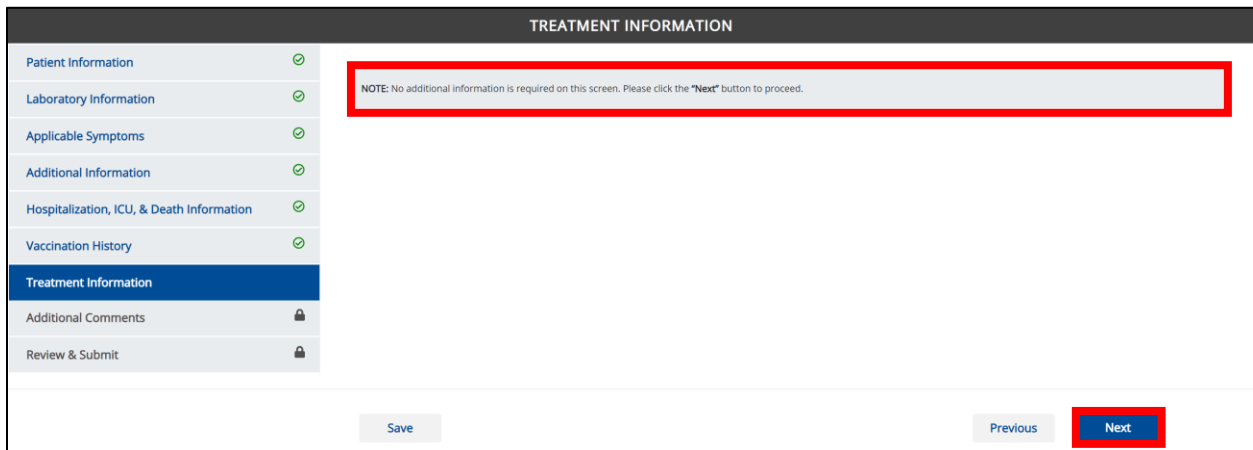 TREATMENT INFORMATION
Patient Information
Laboratory Information
Applicable Symptoms
Additional Information
Hospitalization, ICU, & Death Information
Vaccination History
Treatment Information
Additional Comments
Review & Submit
NOTE: No additional information is required on this screen. Please click the "Next" button to proceed.
Save
Previous
Next